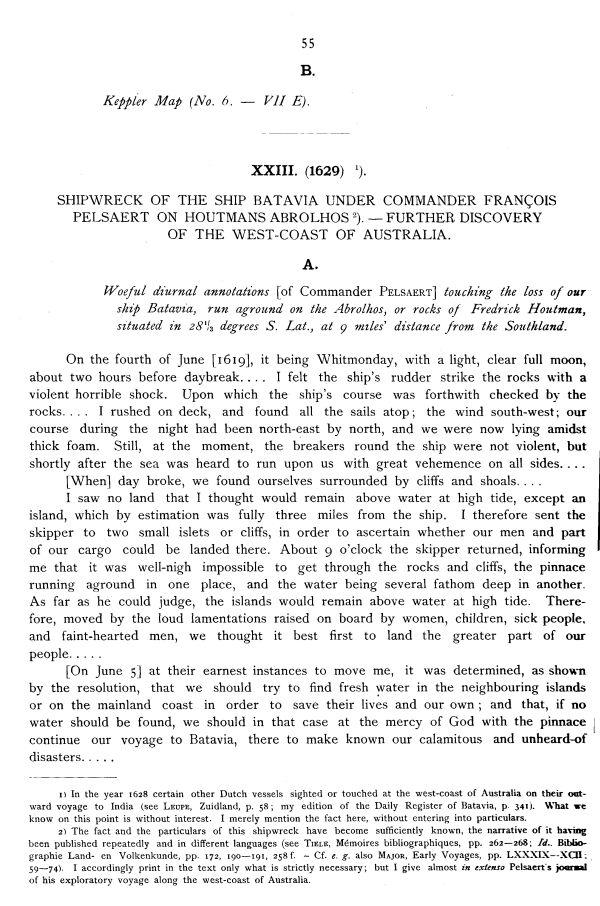 55
B.
Keppler Map (No. 6. — VII E).
XXIII. (1629) ¹).
SHIPWRECK OF THE SHIP BATAVIA UNDER COMMANDER FRANÇOIS
PELSAERT ON HOUTMANS ABROLHOS ²). — FURTHER DISCOVERY
OF THE WEST-COAST OF AUSTRALIA.
A.
Woeful diurnal annotations [of Commander PELSAERT] touching the loss of our
ship Batavia, run aground on the Abrolhos, or rocks of Fredrick Houtman,
situated in 28⅓ degrees S. Lat., at 9 miles' distance from the Southland.
On the fourth of June [1619], it being Whitmonday, with a light, clear full moon,
about two hours before daybreak.... I felt the ship's rudder strike the rocks with a
violent horrible shock. Upon which the ship's course was forthwith checked by the
rocks.... I rushed on deck, and found all the sails atop; the wind south-west; our
course during the night had been north-east by north, and we were now lying amidst
thick foam. Still, at the moment, the breakers round the ship were not violent, but
shortly after the sea was heard to run upon us with great vehemence on all sides....
[When] day broke, we found ourselves surrounded by cliffs and shoals....
I saw no land that I thought would remain above water at high tide, except an
island, which by estimation was fully three miles from the ship. I therefore sent the
skipper to two small islets or cliffs, in order to ascertain whether our men and part
of our cargo could be landed there. About 9 o'clock the skipper returned, informing
me that it was well-nigh impossible to get through the rocks and cliffs, the pinnace
running aground in one place, and the water being several fathom deep in another.
As far as he could judge, the islands would remain above water at high tide. There-
fore, moved by the loud lamentations raised on board by women, children, sick people,
and faint-hearted men, we thought it best first to land the greater part of our
people.....
[On June 5] at their earnest instances to move me, it was determined, as shown
by the resolution, that we should try to find fresh water in the neighbouring islands
or on the mainland coast in order to save their lives and our own; and that, if no
water should be found, we should in that case at the mercy of God with the pinnace
continue our voyage to Batavia, there to make known our calamitous and unheard-of
disasters.....
1) In the year 1628 certain other Dutch vessels sighted or touched at the west-coast of Australia on their out-
ward voyage to India (see LEUPE, Zuidland, p. 58; my edition of the Daily Register of Batavia, p. 341). What we
know on this point is without interest. I merely mention the fact here, without entering into particulars.
2) The fact and the particulars of this shipwreck have become sufficiently known, the narrative of it having
been published repeatedly and in different languages (see TIELE, Mémoires bibliographiques, pp. 262—268; Id.. Biblio-
graphie Land- en Volkenkunde, pp. 172, 190—191, 258 f. - Cf. e. g. also MAJOR, Early Voyages, pp. LXXXIX--XCII;
59—74). I accordingly print in the text only what is strictly necessary; but I give almost in extenso Pelsaert's journal
of his exploratory voyage along the west-coast of Australia.